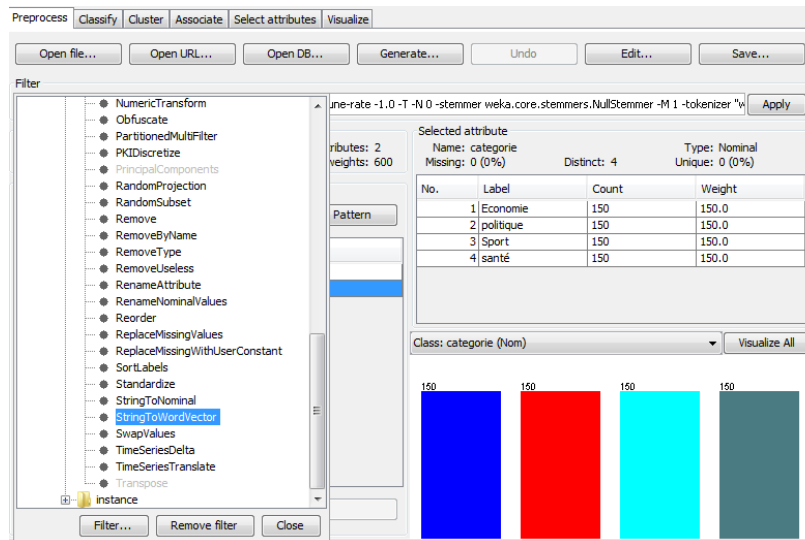 Preprocess Classify Cluster Associate Select attributes Visualize
Open file... Open URL... Open DB... Generate... Undo Edit... Save...
Filter
NumericTransform
Obfuscate
PartitionedMultiFilter
PKIDiscretize
PrincipalComponents
RandomProjection
RandomSubset
Remove
RemoveByName
RemoveType
RemoveUseless
RenameAttribute
RenameNominalValues
Reorder
ReplaceMissingValues
ReplaceMissingWithUserConstant
SortLabels
Standardize
StringToNominal
StringToWordVector
SwapValues
TimeSeriesDelta
TimeSeriesTranslate
Transpose
instance
Filter... Remove filter Close
une-rate -1.0 -T -N 0 -stemmer weka.core.stemmers.NullStemmer -M 1 -tokenizer "w Apply
ributes: 2
weights: 600
Pattern
Selected attribute
Name: categorie Type: Nominal
Missing: 0 (0%) Distinct: 4 Unique: 0 (0%)
No. Label Count Weight
1 Economie 150 150.0
2 politique 150 150.0
3 Sport 150 150.0
4 santé 150 150.0
Class: categorie (Nom) Visualize All
150 150 150 150